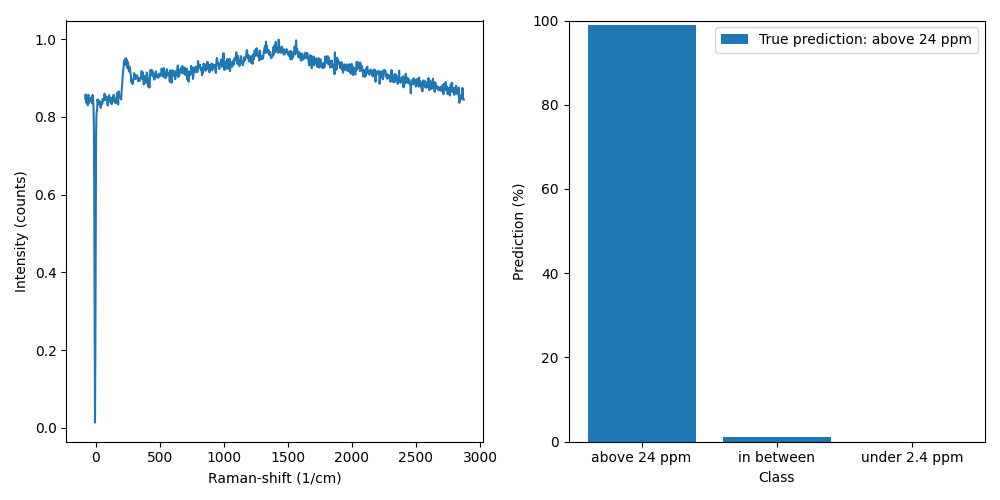 1.0
0.8
0.6
0.4
0.2
0.0
Intensity (counts)
0 500 1000 1500 2000 2500 3000
Raman-shift (1/cm)
100
80
60
40
20
0
Prediction (%)
True prediction: above 24 ppm
above 24 ppm in between under 2.4 ppm
Class